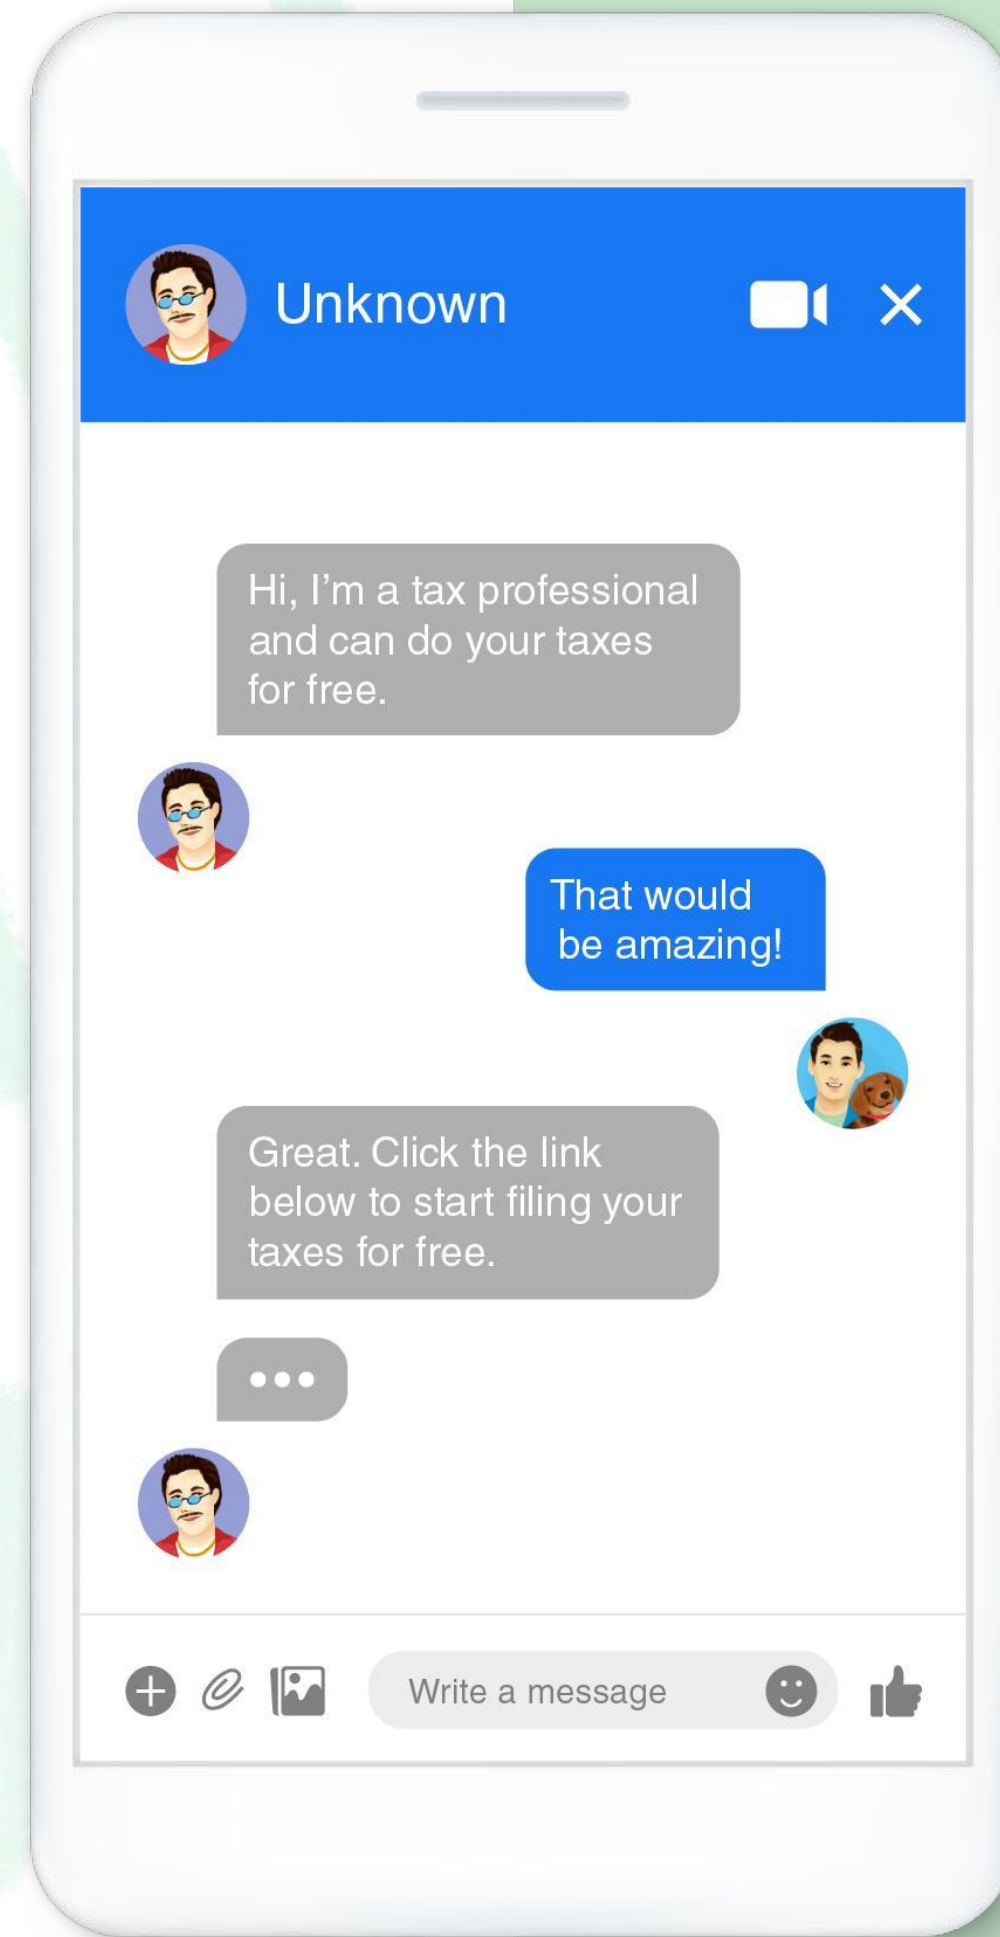 Unknown
Hi, I’m a tax professional
and can do your taxes
for free.
That would
be amazing!
Great. Click the link
below to start filing your
taxes for free.
Write a message